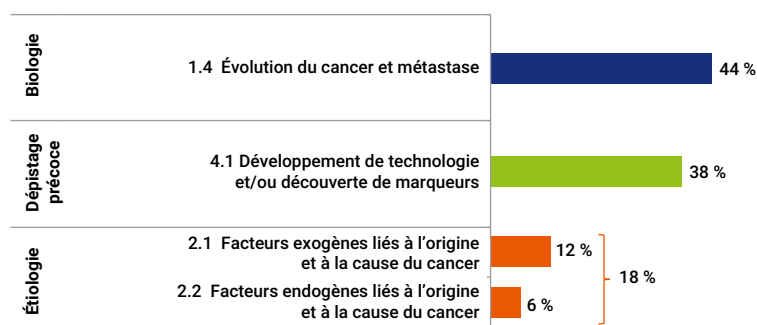 Biologie
1.4 Évolution du cancer et métastase
44 %
Dépistage
précoce
4.1 Développement de technologie
et/ou découverte de marqueurs
38 %
Étiologie
2.1 Facteurs exogènes liés à l’origine
et à la cause du cancer
12 %
2.2 Facteurs endogènes liés à l’origine
et à la cause du cancer
6 %
18 %